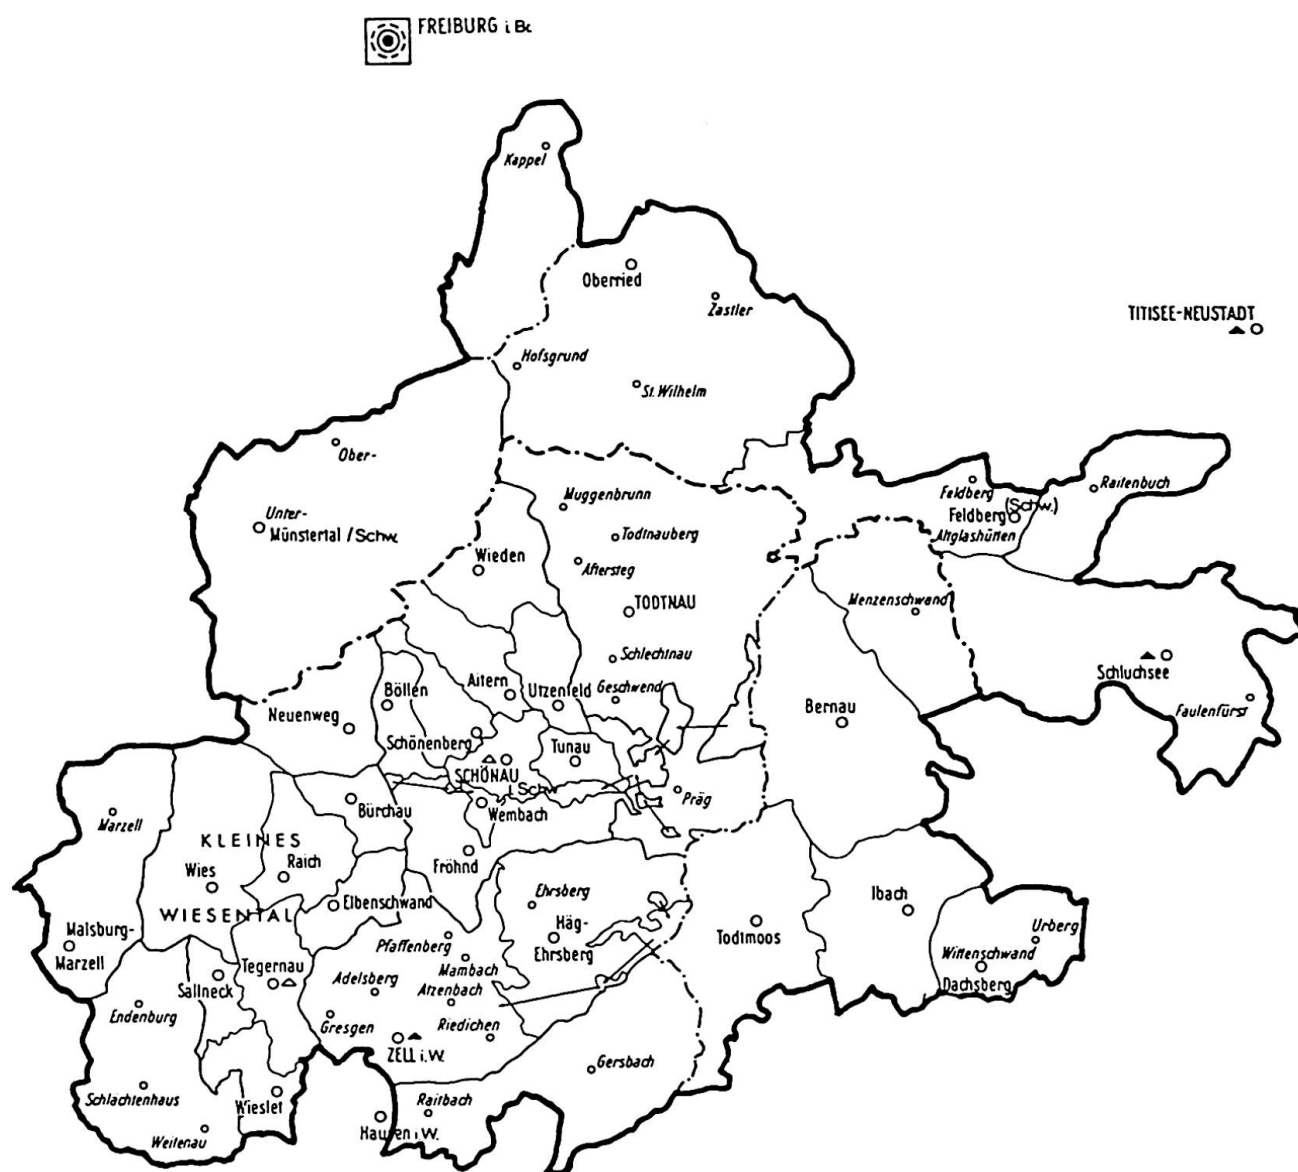 FREIBURG i. Br.
Kappel
Oberried
Zastler
TITISEE-NEUSTADT
Hofsgrund
St. Wilhelm
Ober-
Unter-
Münstertal / Schw.
Muggenbrunn
Todtnauberg
Aftersteg
Wieden
TODTNAU
Schlechtnau
Geschwend
Feldberg
(Schw.)
Feldberg
Altglashütten
Raitenbuch
Menzenschwand
Schluchsee
Faulenfürst
Aitern
Utzenfeld
Böllen
Neuenweg
Schönenberg
Tunau
SCHÖNAU
i. Schw.
Wembach
Präg
Bernau
Bürchau
Marzell
KLEINES
WIESENTAL
Raich
Wies
Fröhnd
Elbenschwand
Ehrsberg
Häg-
Ehrsberg
Todtmoos
Ibach
Urberg
Wittenschwand
Dachsberg
Malsburg-
Marzell
Pfaffenberg
Mambach
Tegernau
Adelsberg
Atzenbach
Sallneck
Endenburg
Gresgen
Riedichen
ZELL i. W.
Gersbach
Schlachtenhaus
Wieslet
Raitbach
Weitenau
Hausen i. W.